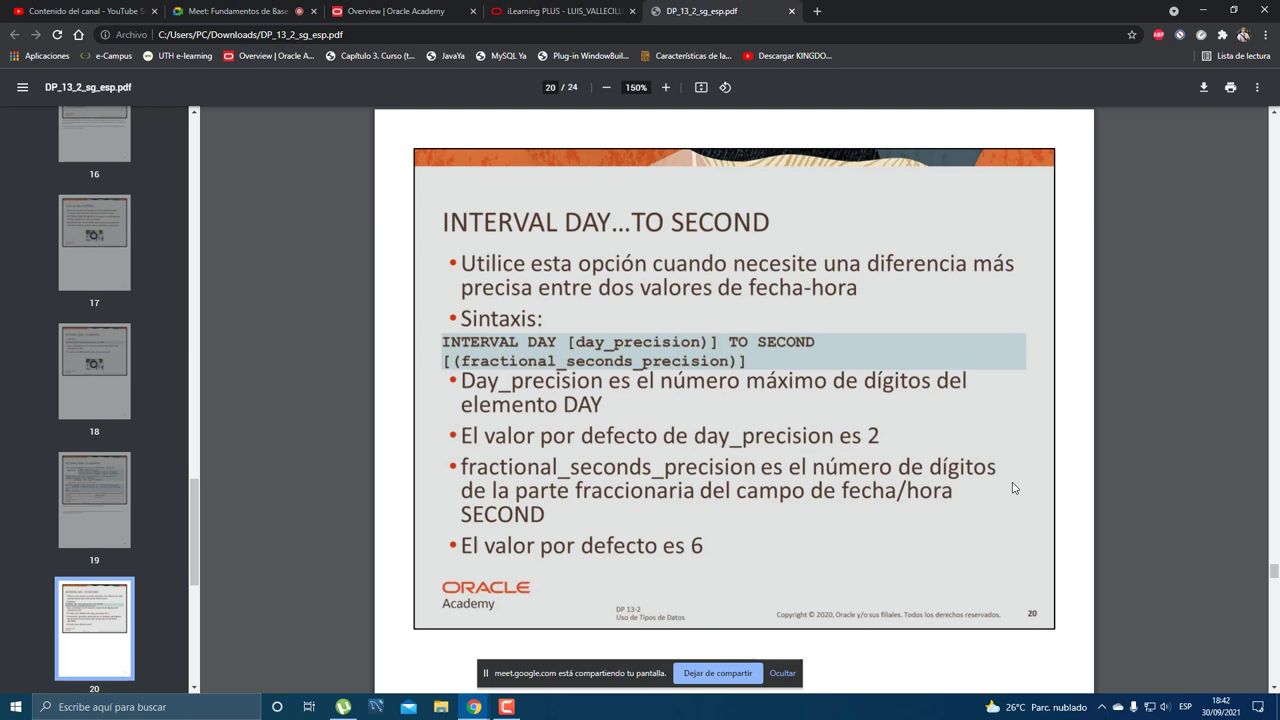 Contenido del canal - YouTube S
Meet: Fundamentos de Base
Overview | Oracle Academy
iLearning PLUS - LUIS_VALLECILL
DP_13_2_sg_esp.pdf
Archivo | C:/Users/PC/Downloads/DP_13_2_sg_esp.pdf
Aplicaciones
e-Campus
UTH e-learning
Overview | Oracle A...
Capítulo 3. Curso (t...
JavaYa
MySQL Ya
Plug-in WindowBuil...
Características de la...
Descargar KINGDO...
Lista de lectura
DP_13_2_sg_esp.pdf
20 / 24
150%
16
17
18
19
20
INTERVAL DAY...TO SECOND
• Utilice esta opción cuando necesite una diferencia más
precisa entre dos valores de fecha-hora
• Sintaxis:
INTERVAL DAY [day_precision)] TO SECOND
[(fractional_seconds_precision)]
• Day_precision es el número máximo de dígitos del
elemento DAY
• El valor por defecto de day_precision es 2
• fractional_seconds_precision es el número de dígitos
de la parte fraccionaria del campo de fecha/hora
SECOND
• El valor por defecto es 6
ORACLE
Academy
DP 13-2
Uso de Tipos de Datos
Copyright © 2020, Oracle y/o sus filiales. Todos los derechos reservados.
20
meet.google.com está compartiendo tu pantalla.
Dejar de compartir
Ocultar
Escribe aquí para buscar
26°C Parc. nublado
ESP
18:42
30/09/2021